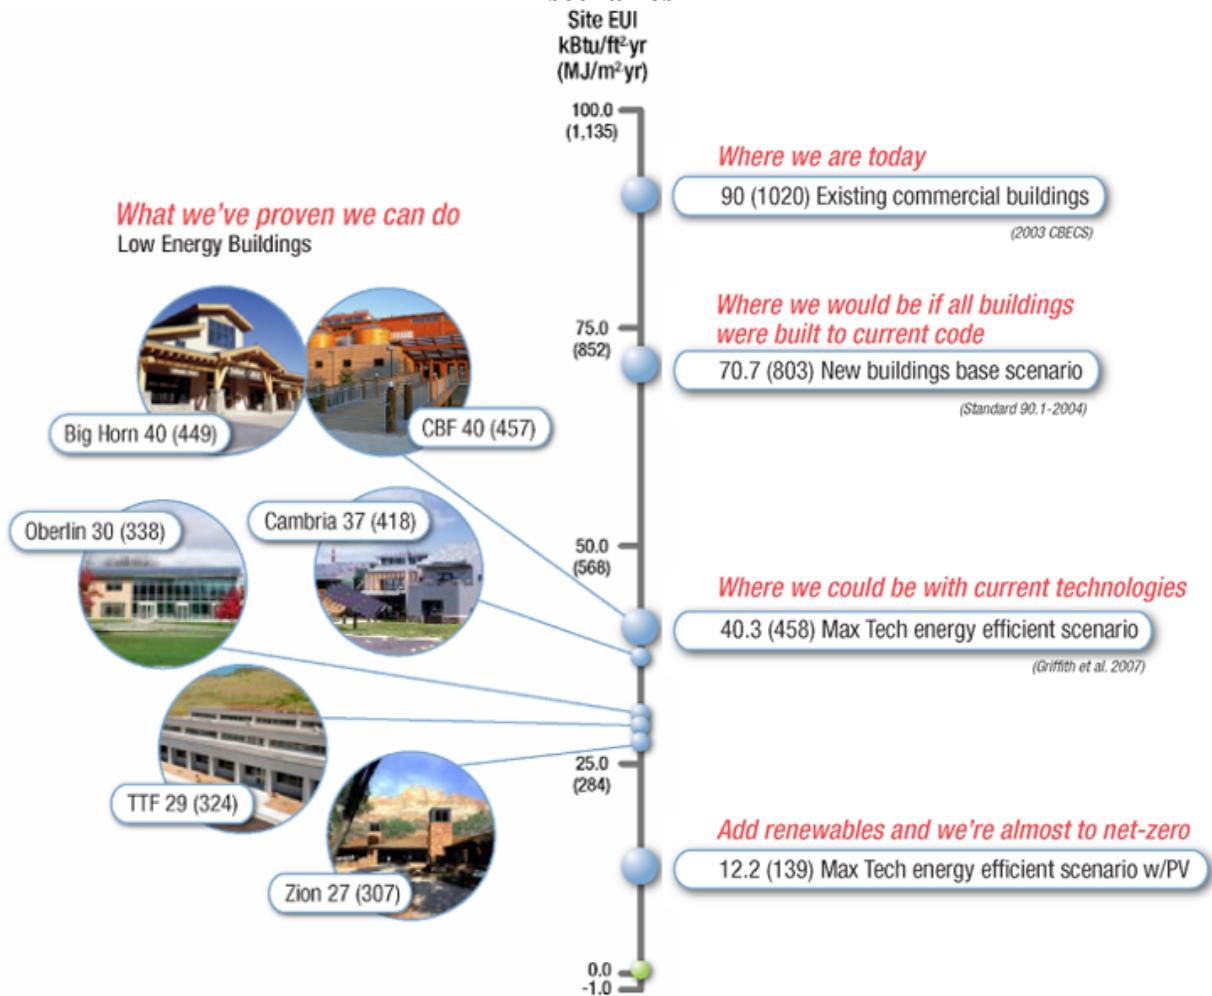 Site EUI
kBtu/ft²·yr
(MJ/m²·yr)
100.0
(1,135)
Where we are today
90 (1020) Existing commercial buildings
(2003 CBECS)
What we've proven we can do
Low Energy Buildings
Where we would be if all buildings
were built to current code
75.0
(852)
70.7 (803) New buildings base scenario
(Standard 90.1-2004)
Big Horn 40 (449)
CBF 40 (457)
Oberlin 30 (338)
Cambria 37 (418)
50.0
(568)
Where we could be with current technologies
40.3 (458) Max Tech energy efficient scenario
(Griffith et al. 2007)
25.0
(284)
TTF 29 (324)
Zion 27 (307)
Add renewables and we're almost to net-zero
12.2 (139) Max Tech energy efficient scenario w/PV
0.0
-1.0